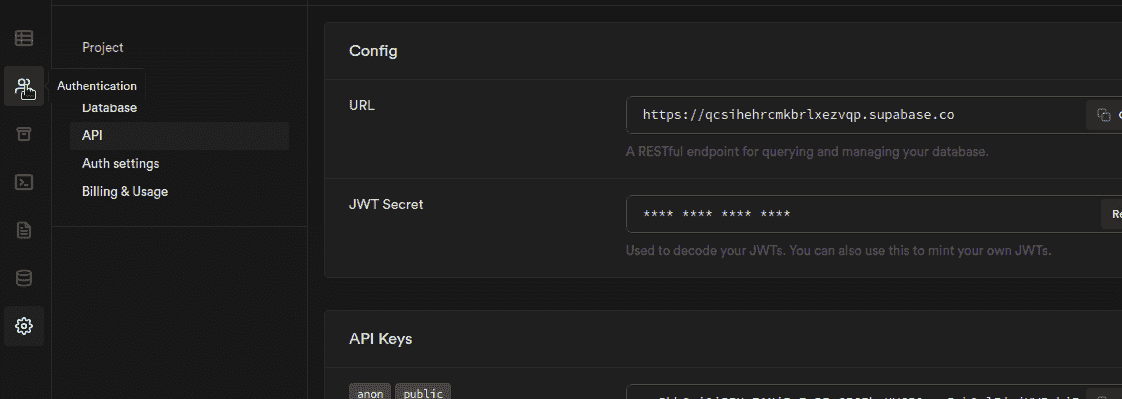 Project
Authentication
Database
API
Auth settings
Billing & Usage
Config
URL
https://qcsihehrcmkbrlxezvqp.supabase.co
A RESTful endpoint for querying and managing your database.
JWT Secret
**** **** **** ****
Re
Used to decode your JWTs. You can also use this to mint your own JWTs.
API Keys
anon public